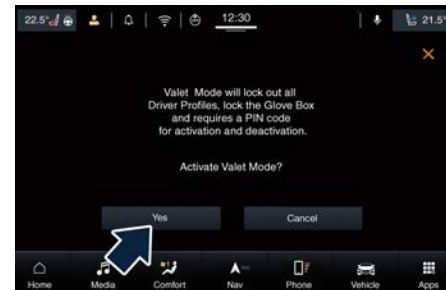 22.5°
12:30
21.5°
Valet Mode will lock out all
Driver Profiles, lock the Glove Box
and requires a PIN code
for activation and deactivation.
Activate Valet Mode?
Yes
Cancel
Home
Media
Comfort
Nav
Phone
Vehicle
Apps